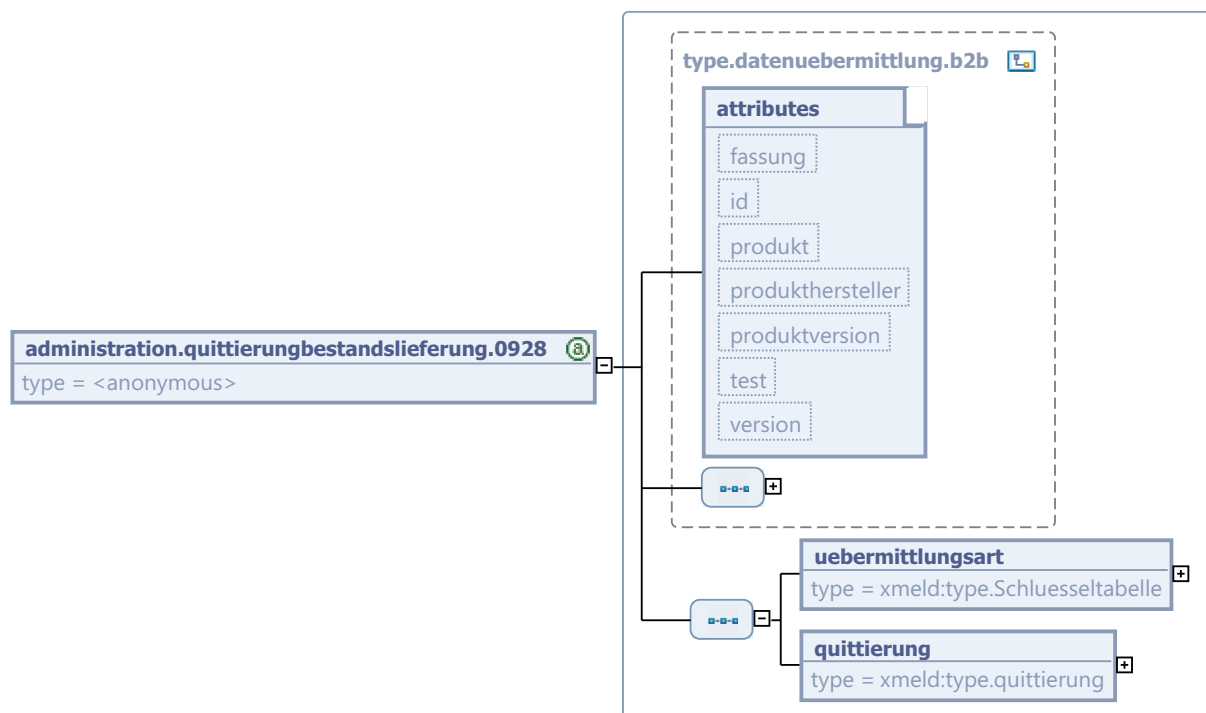 type.datenuebermittlung.b2b
attributes
fassung
id
produkt
produkthersteller
produktversion
test
version
administration.quittierungbestandslieferung.0928
type = <anonymous>
uebermittlungsart
type = xmeld:type.Schluesseltabelle
quittierung
type = xmeld:type.quittierung